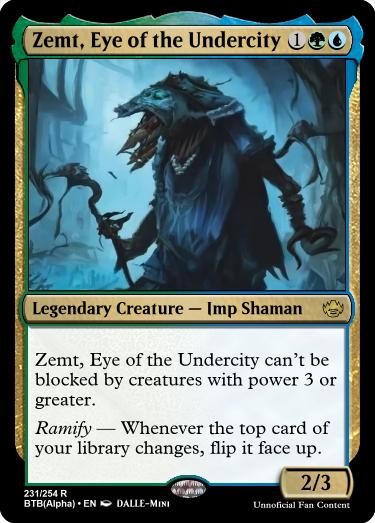 Zemt, Eye of the Undercity 1
Legendary Creature — Imp Shaman
Zemt, Eye of the Undercity can't be
blocked by creatures with power 3 or
greater.
Ramify — Whenever the top card of
your library changes, flip it face up.
2/3
231/254 R
BTB(Alpha) • EN DALLE-Mini
Unnoficial Fan Content